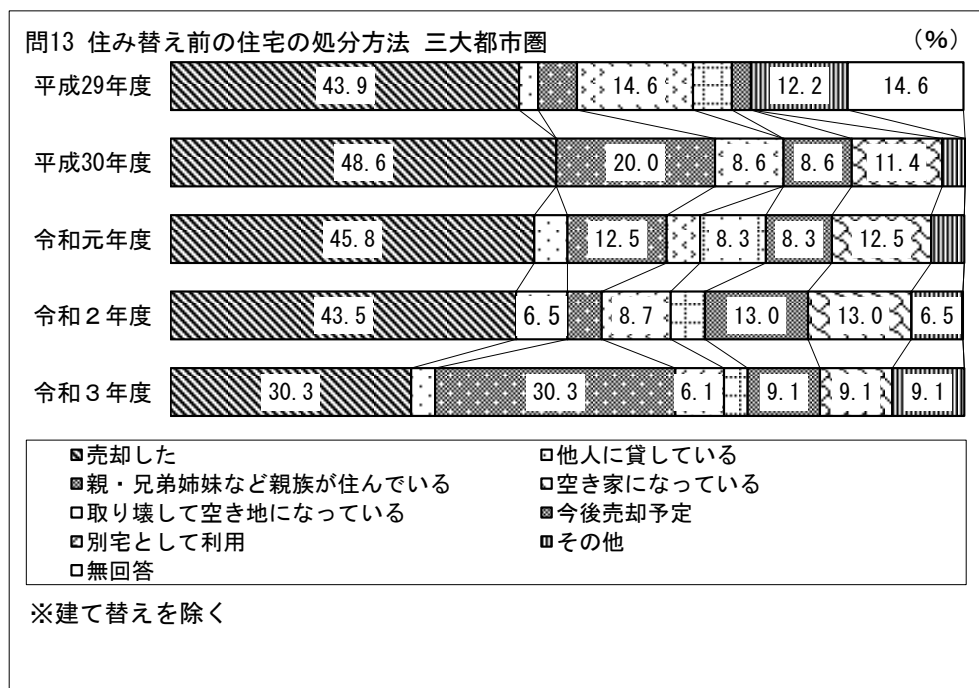 問13 住み替え前の住宅の処分方法 三大都市圏 (%)
平成29年度 43.9 14.6 12.2 14.6
平成30年度 48.6 20.0 8.6 8.6 11.4
令和元年度 45.8 12.5 8.3 8.3 12.5
令和２年度 43.5 6.5 8.7 13.0 13.0 6.5
令和３年度 30.3 30.3 6.1 9.1 9.1 9.1
売却した 他人に貸している
親・兄弟姉妹など親族が住んでいる 空き家になっている
取り壊して空き地になっている 今後売却予定
別宅として利用 その他
無回答
※建て替えを除く